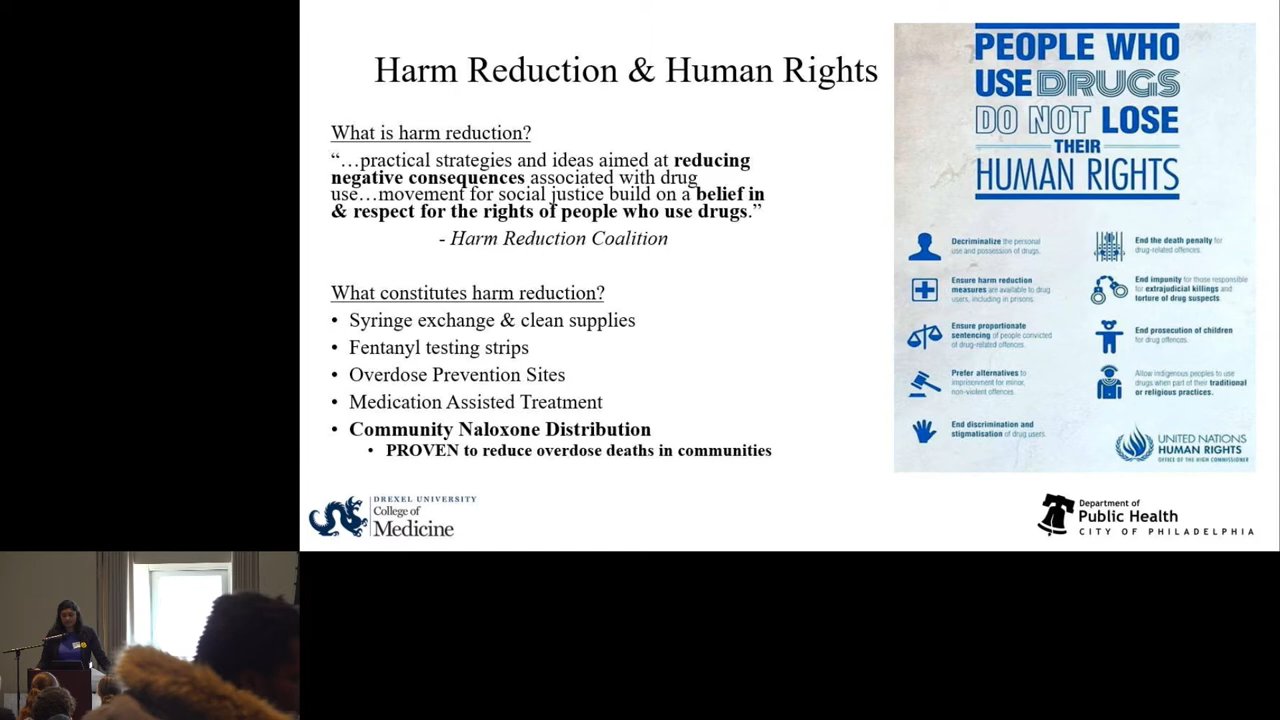 Harm Reduction & Human Rights
What is harm reduction?
“…practical strategies and ideas aimed at reducing
negative consequences associated with drug
use…movement for social justice build on a belief in
& respect for the rights of people who use drugs.”
- Harm Reduction Coalition
What constitutes harm reduction?
• Syringe exchange & clean supplies
• Fentanyl testing strips
• Overdose Prevention Sites
• Medication Assisted Treatment
• Community Naloxone Distribution
• PROVEN to reduce overdose deaths in communities
PEOPLE WHO
USE DRUGS
DO NOT LOSE
THEIR
HUMAN RIGHTS
Decriminalize the personal
use and possession of drugs.
Ensure harm reduction
measures are available to drug
users, including in prisons.
Ensure proportionate
sentencing of people convicted
of drug-related offences.
Prefer alternatives to
imprisonment for minor,
non-violent offences.
End discrimination and
stigmatisation of drug users.
End the death penalty for
drug-related offences.
End impunity for those responsible
for extrajudicial killings and
torture of drug suspects.
End prosecution of children
for drug offences.
Allow indigenous peoples to use
drugs when part of their traditional
or religious practices.
UNITED NATIONS
HUMAN RIGHTS
OFFICE OF THE HIGH COMMISSIONER
DREXEL UNIVERSITY
College of
Medicine
Department of
Public Health
CITY OF PHILADELPHIA